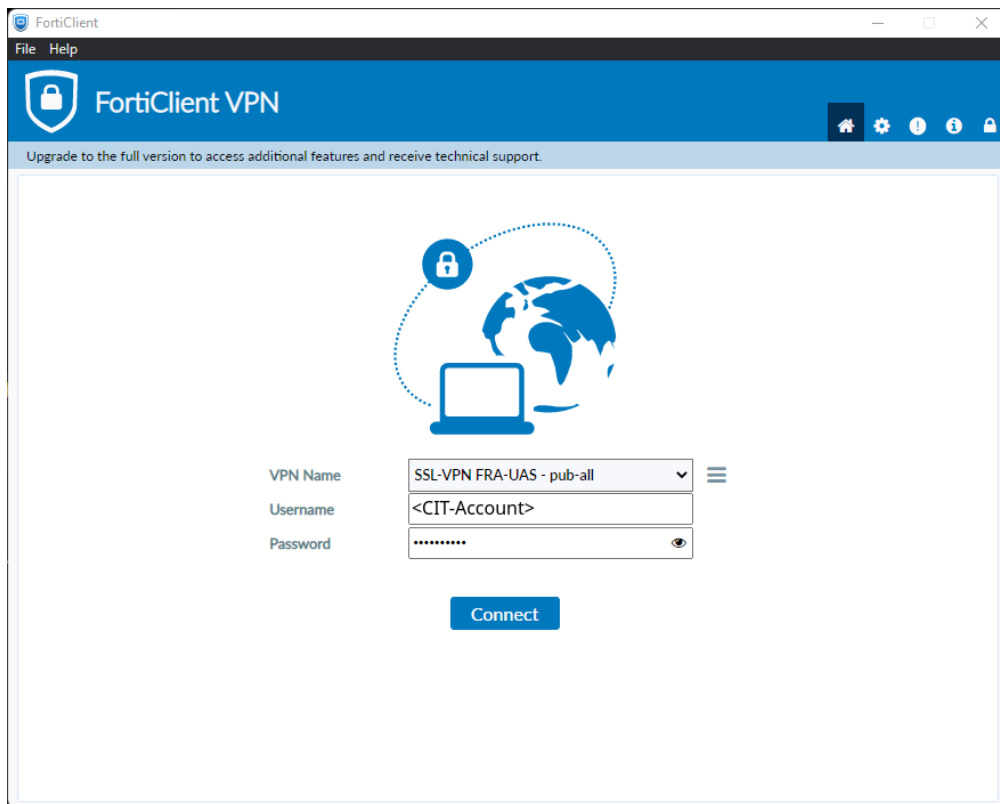 FortiClient
File Help
FortiClient VPN
Upgrade to the full version to access additional features and receive technical support.
VPN Name SSL-VPN FRA-UAS - pub-all
Username <CIT-Account>
Password ••••••••••
Connect